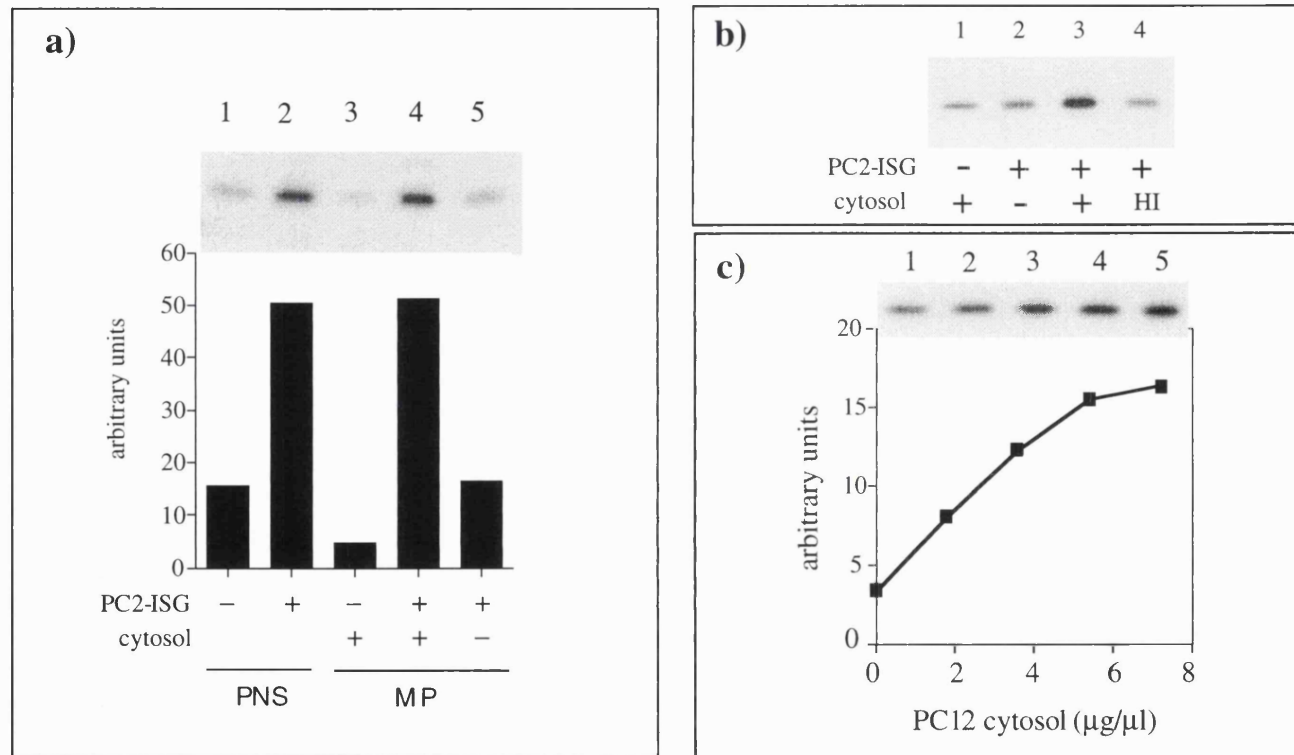 a)
1 2 3 4 5
60
50
40
30
20
10
0
arbitrary units
PC2-ISG − + − + +
cytosol + + −
PNS MP
b)
1 2 3 4
PC2-ISG - + + +
cytosol + - + HI
c)
1 2 3 4 5
20
15
10
5
0
arbitrary units
0 2 4 6 8
PC12 cytosol (µg/µl)